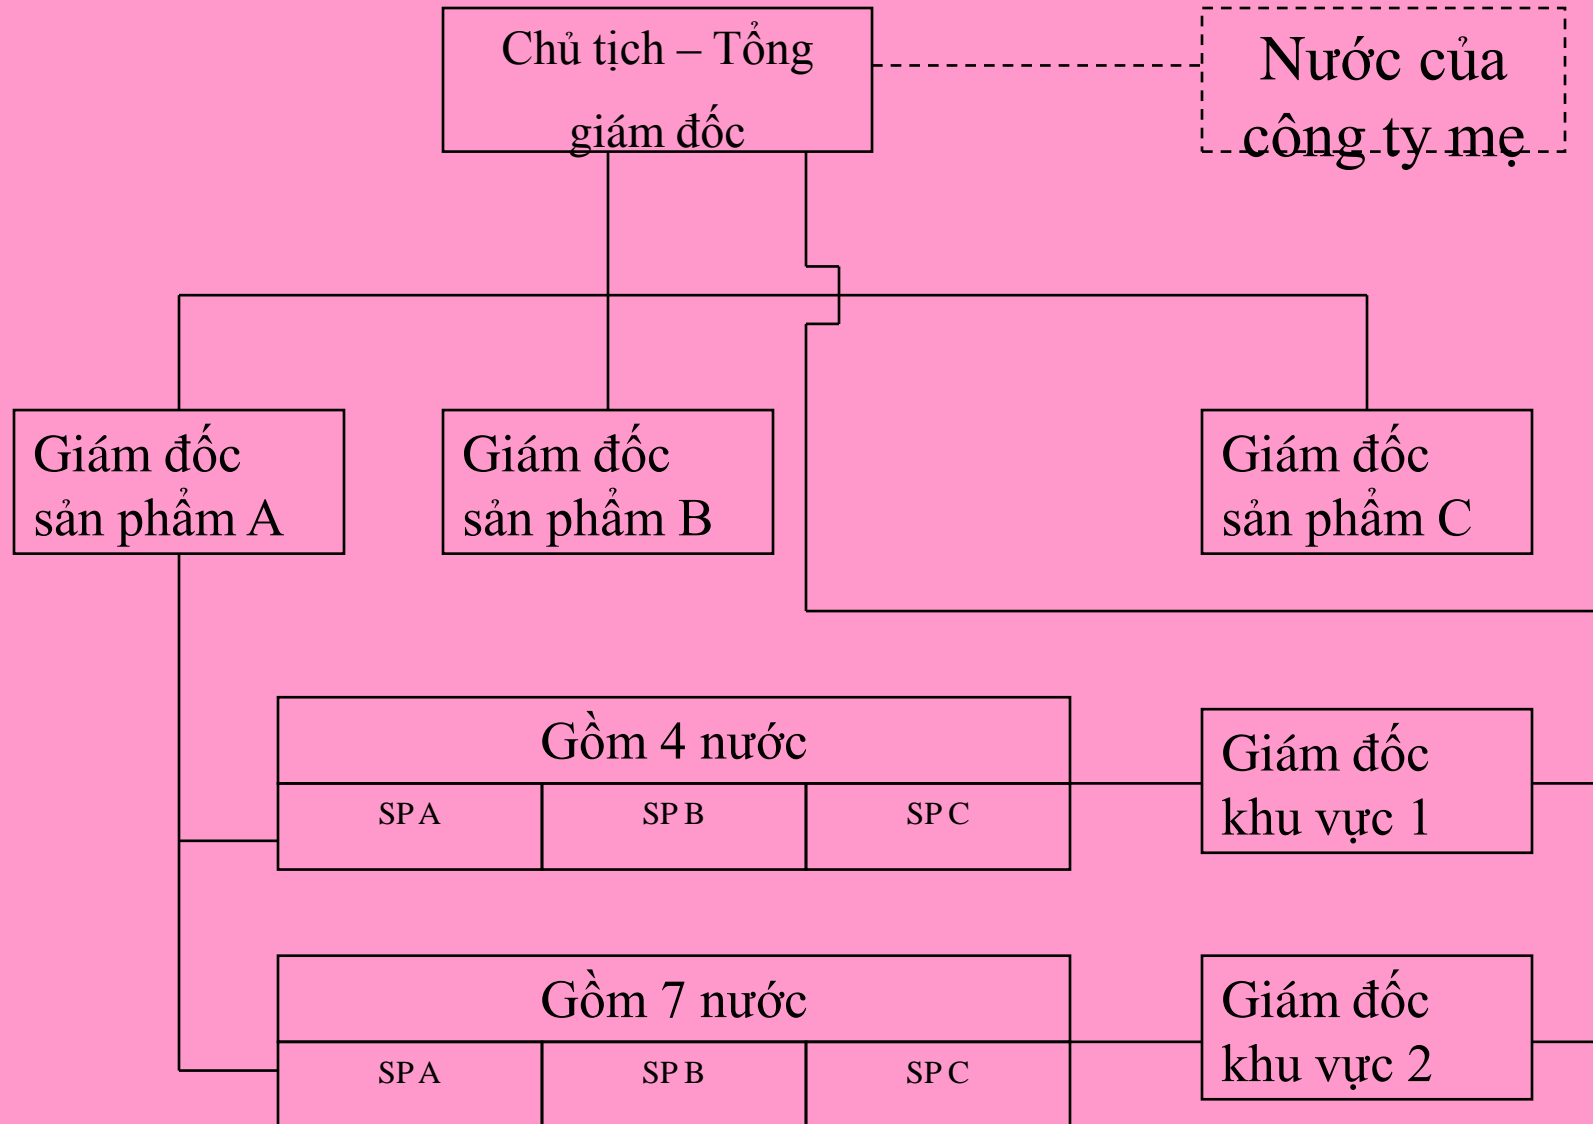 Chủ tịch – Tổng
giám đốc
Nước của
công ty mẹ
Giám đốc
sản phẩm A
Giám đốc
sản phẩm B
Giám đốc
sản phẩm C
Gồm 4 nước
SP A
SP B
SP C
Giám đốc
khu vực 1
Gồm 7 nước
SP A
SP B
SP C
Giám đốc
khu vực 2